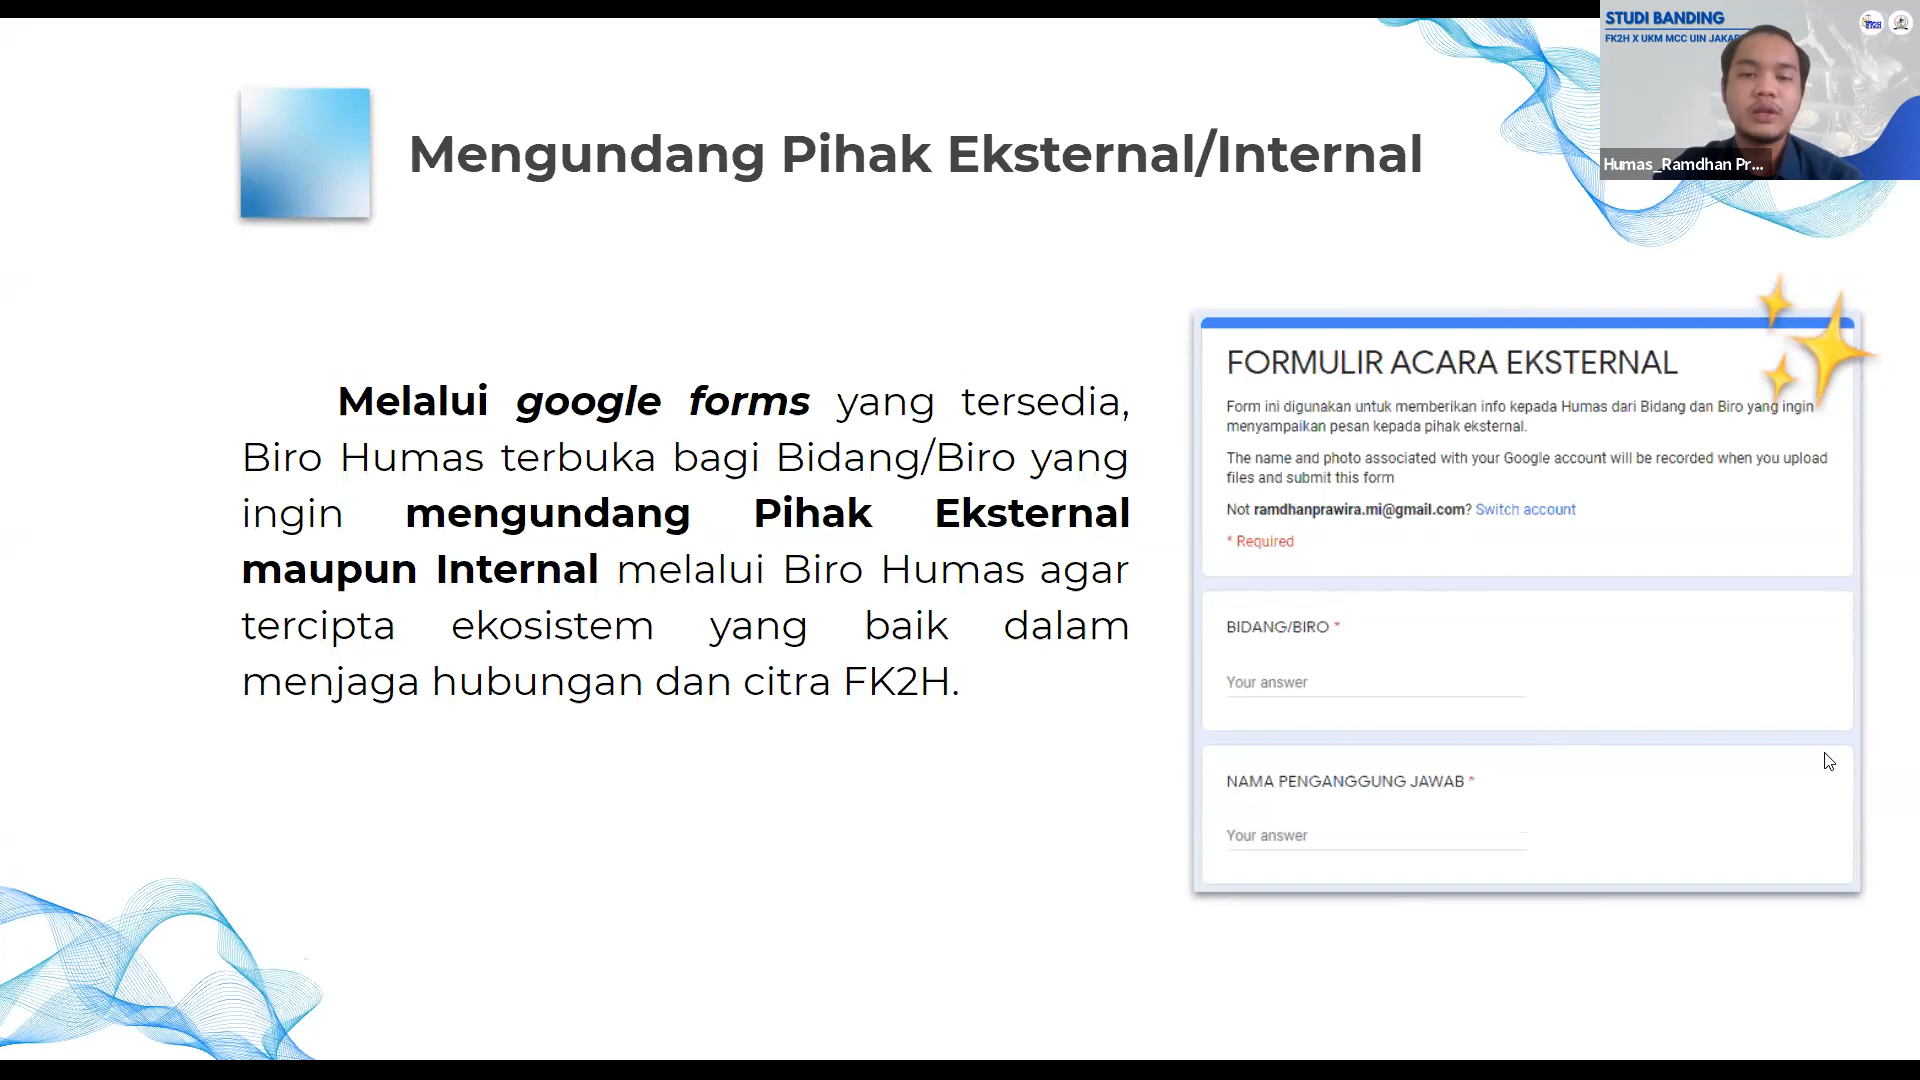 STUDI BANDING
FK2H X UKM MCC UIN JAKAR
Humas_Ramdhan Pr...
Mengundang Pihak Eksternal/Internal
Melalui google forms yang tersedia,
Biro Humas terbuka bagi Bidang/Biro yang
ingin mengundang Pihak Eksternal
maupun Internal melalui Biro Humas agar
tercipta ekosistem yang baik dalam
menjaga hubungan dan citra FK2H.
FORMULIR ACARA EKSTERNAL
Form ini digunakan untuk memberikan info kepada Humas dari Bidang dan Biro yang ingin
menyampaikan pesan kepada pihak eksternal.
The name and photo associated with your Google account will be recorded when you upload
files and submit this form
Not ramdhanprawira.mi@gmail.com? Switch account
* Required
BIDANG/BIRO *
Your answer
NAMA PENGANGGUNG JAWAB *
Your answer